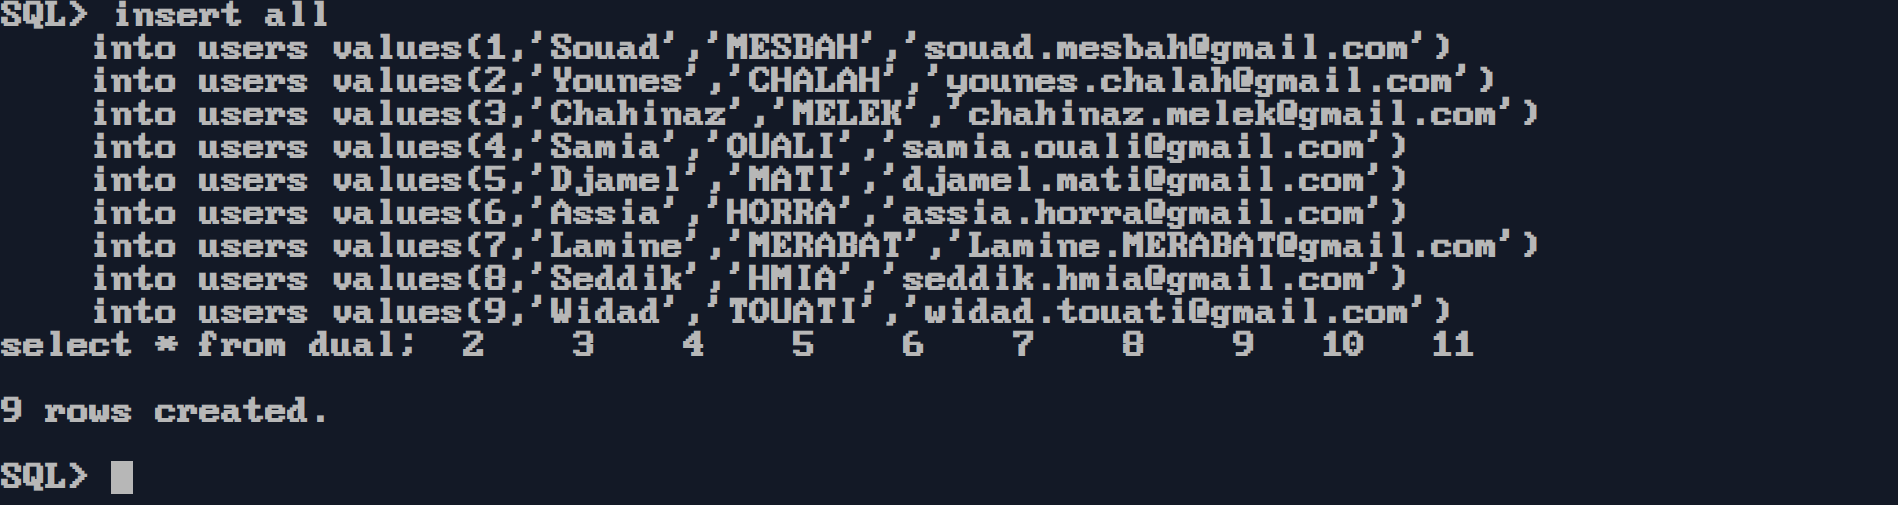 SQL> insert all
into users values(1,'Souad','MESBAH','souad.mesbah@gmail.com')
into users values(2,'Younes','CHALAH','younes.chalah@gmail.com')
into users values(3,'Chahinaz','MELEK','chahinaz.melek@gmail.com')
into users values(4,'Samia','OUALI','samia.ouali@gmail.com')
into users values(5,'Djamel','MATI','djamel.mati@gmail.com')
into users values(6,'Assia','HORRA','assia.horra@gmail.com')
into users values(7,'Lamine','MERABAT','Lamine.MERABAT@gmail.com')
into users values(8,'Seddik','HMIA','seddik.hmia@gmail.com')
into users values(9,'Widad','TOUATI','widad.touati@gmail.com')
select * from dual;  2    3    4    5    6    7    8    9   10   11
9 rows created.
SQL>